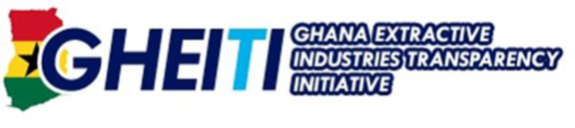 GHEITI
GHANA EXTRACTIVE
INDUSTRIES TRANSPARENCY
INITIATIVE